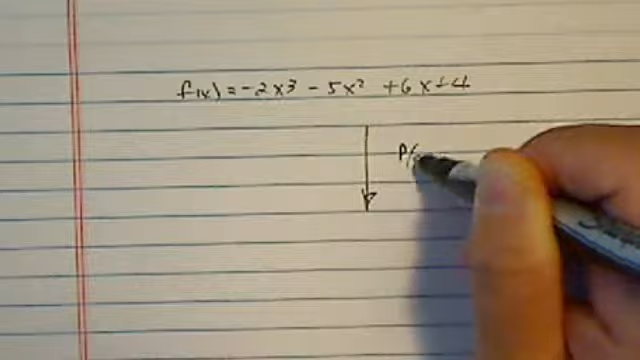 f(x) = -2x³ - 5x² + 6x + 4
P/